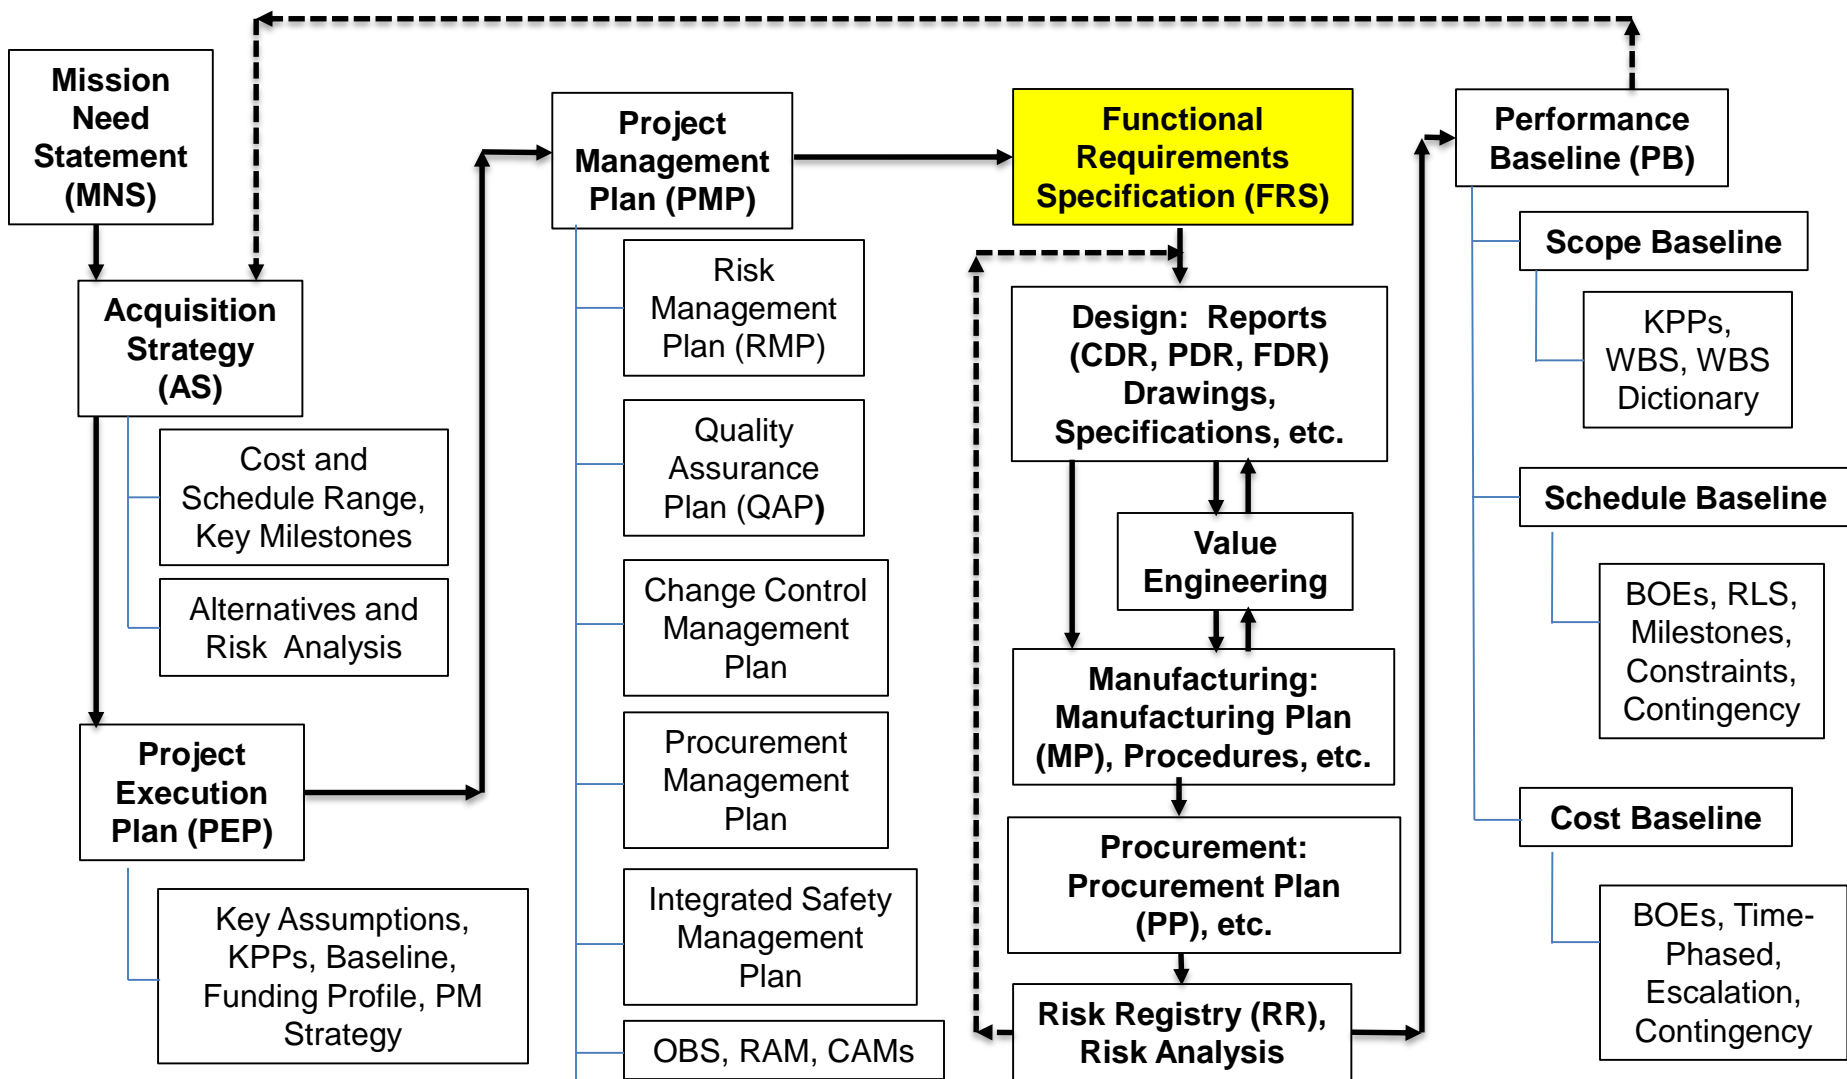 Mission
Need
Statement
(MNS)
Acquisition
Strategy
(AS)
Cost and
Schedule Range,
Key Milestones
Alternatives and
Risk Analysis
Project
Execution
Plan (PEP)
Key Assumptions,
KPPs, Baseline,
Funding Profile, PM
Strategy
Project
Management
Plan (PMP)
Risk
Management
Plan (RMP)
Quality
Assurance
Plan (QAP)
Change Control
Management
Plan
Procurement
Management
Plan
Integrated Safety
Management
Plan
OBS, RAM, CAMs
Functional
Requirements
Specification (FRS)
Design: Reports
(CDR, PDR, FDR)
Drawings,
Specifications, etc.
Value
Engineering
Manufacturing:
Manufacturing Plan
(MP), Procedures, etc.
Procurement:
Procurement Plan
(PP), etc.
Risk Registry (RR),
Risk Analysis
Performance
Baseline (PB)
Scope Baseline
KPPs,
WBS, WBS
Dictionary
Schedule Baseline
BOEs, RLS,
Milestones,
Constraints,
Contingency
Cost Baseline
BOEs, Time-
Phased,
Escalation,
Contingency